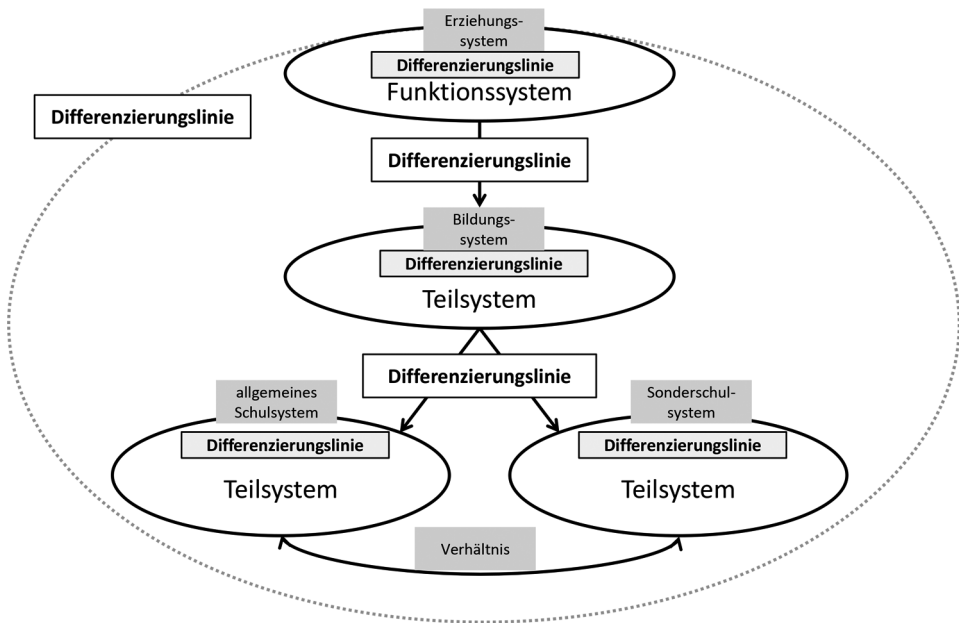 Erziehungs-
system
Differenzierungslinie
Funktionssystem
Differenzierungslinie
Differenzierungslinie
Bildungs-
system
Differenzierungslinie
Teilsystem
Differenzierungslinie
allgemeines
Schulsystem
Differenzierungslinie
Teilsystem
Sonderschul-
system
Differenzierungslinie
Teilsystem
Verhältnis